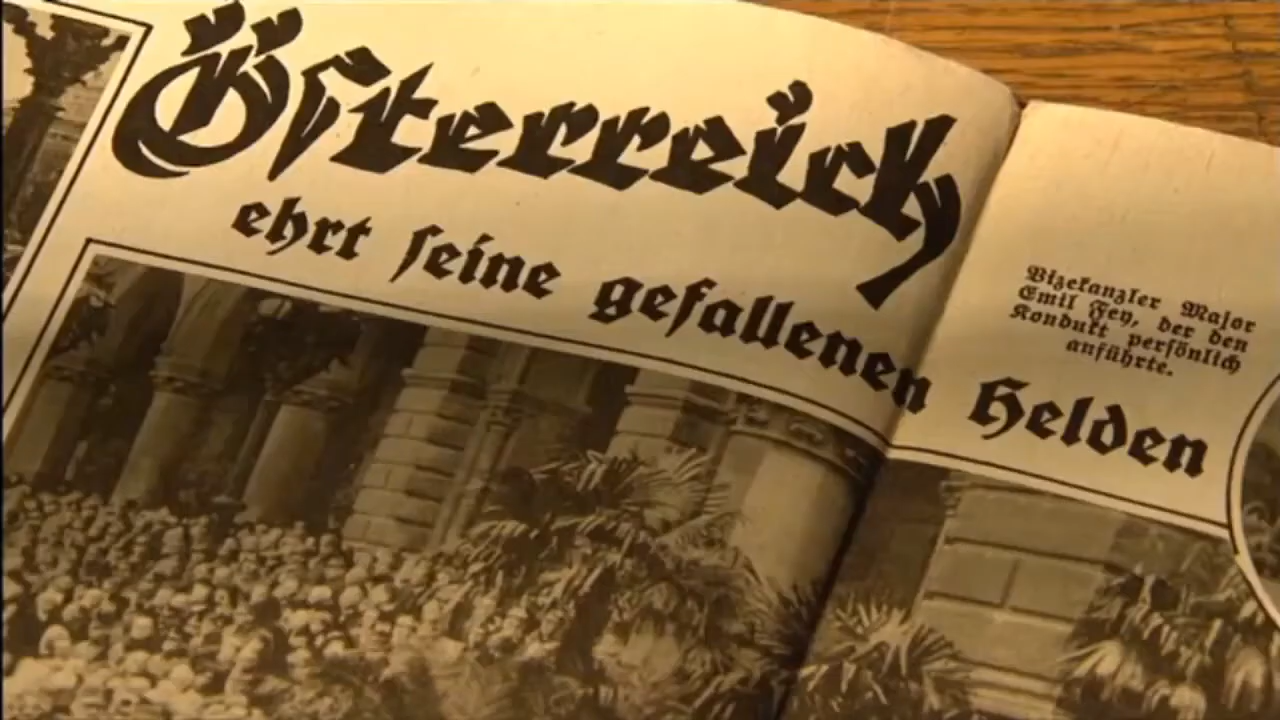 Österreich
ehrt seine gefallenen Helden
Vizekanzler Major
Emil Fey, der den
Kondukt persönlich
anführte.